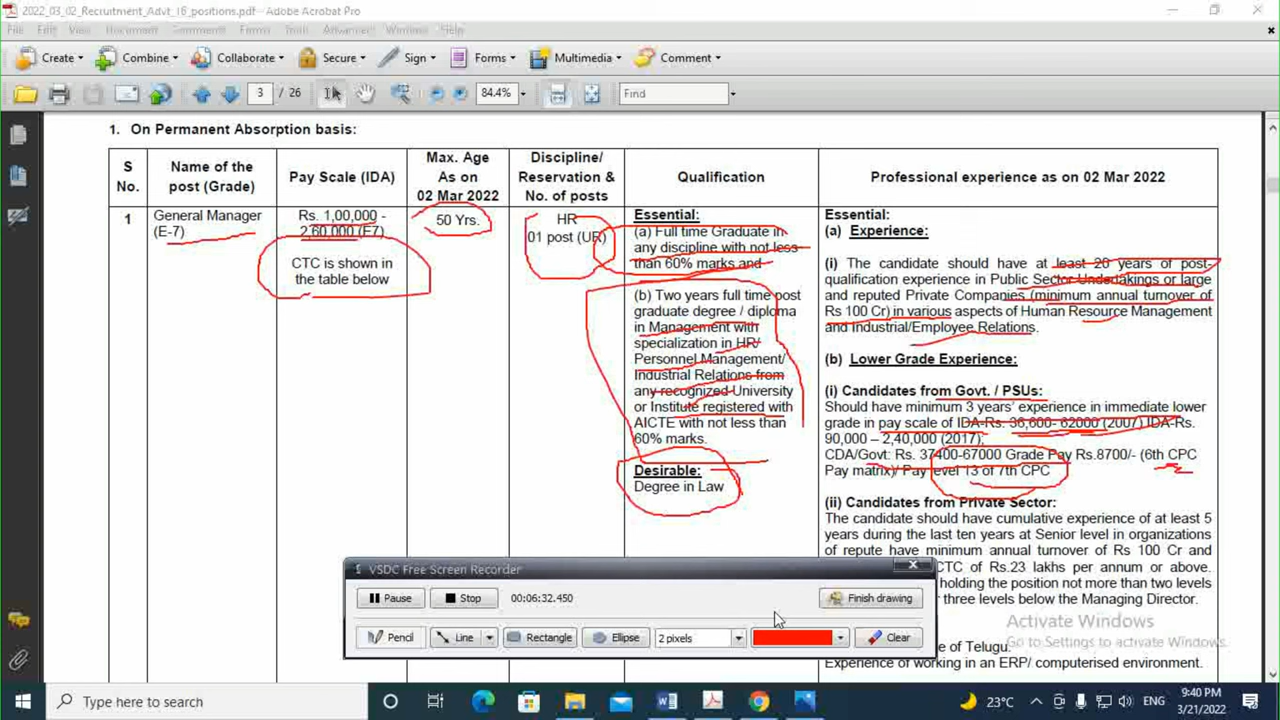 2022_03_02_Recruitment_Advt_16_positions.pdf - Adobe Acrobat Pro
File Edit View Document Comments Forms Tools Advanced Windows Help
Create Combine Collaborate Secure Sign Forms Multimedia Comment
3 / 26 84.4% Find
1. On Permanent Absorption basis:
S No.
Name of the post (Grade)
Pay Scale (IDA)
Max. Age
As on
02 Mar 2022
Discipline/
Reservation &
No. of posts
Qualification
Professional experience as on 02 Mar 2022
1
General Manager
(E-7)
Rs. 1,00,000 -
2,60,000 (E7)
CTC is shown in
the table below
50 Yrs.
HR
01 post (UR)
Essential:
(a) Full time Graduate in
any discipline with not less
than 60% marks and
(b) Two years full time post
graduate degree / diploma
in Management with
specialization in HR/
Personnel Management/
Industrial Relations from
any recognized University
or Institute registered with
AICTE with not less than
60% marks.
Desirable:
Degree in Law
Essential:
(a) Experience:
(i) The candidate should have at least 20 years of post-
qualification experience in Public Sector Undertakings or large
and reputed Private Companies (minimum annual turnover of
Rs 100 Cr) in various aspects of Human Resource Management
and Industrial/Employee Relations.
(b) Lower Grade Experience:
(i) Candidates from Govt. / PSUs:
Should have minimum 3 years' experience in immediate lower
grade in pay scale of IDA-Rs. 36,600- 62000 (2007) IDA-Rs.
90,000 – 2,40,000 (2017);
CDA/Govt: Rs. 37400-67000 Grade Pay Rs.8700/- (6th CPC
Pay matrix)/ Pay level 13 of 7th CPC
(ii) Candidates from Private Sector:
The candidate should have cumulative experience of at least 5
years during the last ten years at Senior level in organizations
of repute have minimum annual turnover of Rs 100 Cr and
CTC of Rs.23 lakhs per annum or above.
holding the position not more than two levels
three levels below the Managing Director.
of Telugu.
Experience of working in an ERP/ computerised environment.
VSDC Free Screen Recorder
Pause Stop 00:06:32.450 Finish drawing
Pencil Line Rectangle Ellipse 2 pixels Clear
Activate Windows
Go to Settings to activate Windows.
Type here to search
23°C ENG 9:40 PM
3/21/2022